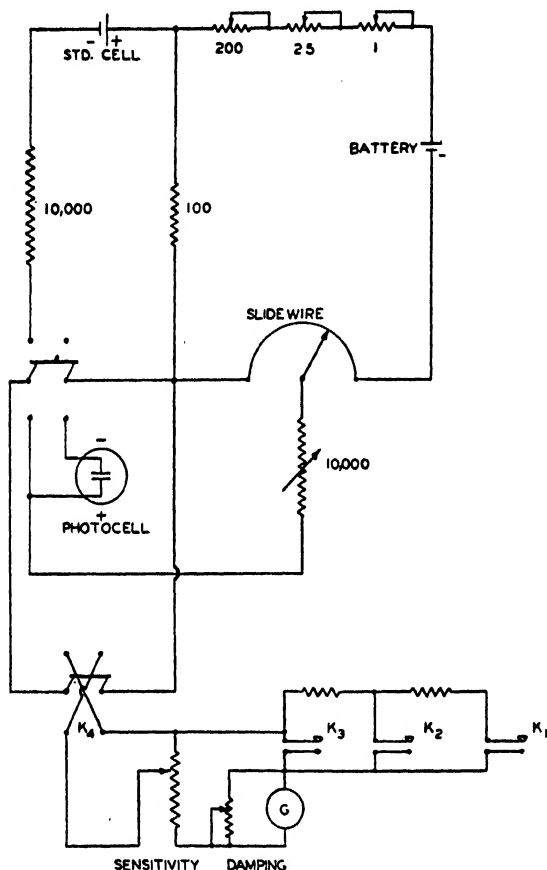 - +
STD. CELL
200
25
1
BATTERY
-
10,000
100
SLIDEWIRE
-
10,000
+
PHOTOCELL
K4
K3
K2
K1
G
SENSITIVITY
DAMPING